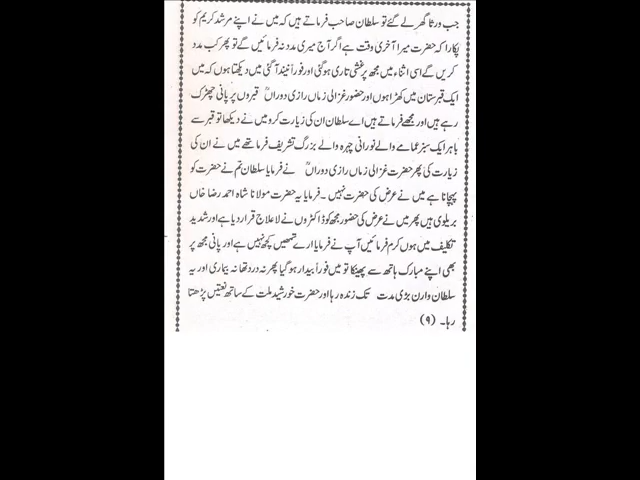 جب ورثا گھر لے گئے تو سلطان صاحب فرماتے ہیں کہ میں نے اپنے مرشد کریم کو
پکارا کہ حضرت میرا آخری وقت ہے اگر آج میری مدد نہ فرمائیں گے تو پھر کب مدد
کریں گے اسی اثناء میں مجھ پر غشی تاری ہو گئی اور فوراً نیند آ گئی میں دیکھتا ہوں کہ میں
ایک قبرستان میں کھڑا ہوں اور حضور غزالی زماں رازی دوراںؒ قبروں پر پانی چھڑک
رہے ہیں اور مجھے فرماتے ہیں اے سلطان ان کی زیارت کرو میں نے دیکھا تو قبر سے
باہر ایک سبز عمامے والے نورانی چہرہ والے بزرگ تشریف فرما تھے میں نے ان کی
زیارت کی پھر حضرت غزالی زماں رازی دوراںؒ نے فرمایا سلطان تم نے حضرت کو
پہچانا ہے میں نے عرض کی حضرت نہیں ۔ فرمایا یہ حضرت مولانا شاہ احمد رضا خاں
بریلوی ہیں پھر میں نے عرض کی حضور مجھ کو ڈاکٹروں نے لاعلاج قرار دیا ہے اور شدید
تکلیف میں ہوں کرم فرمائیں آپ نے فرمایا ارے تمھیں کچھ نہیں ہے اور پانی مجھ پر
بھی اپنے مبارک ہاتھ سے پھینکا تو میں فوراً بیدار ہو گیا پھر نہ درد تھا نہ بیماری اور یہ
سلطان وارن بڑی مدت تک زندہ رہا اور حضرت خورشید ملت کے ساتھ نعتیں پڑھتا
رہا۔ (۹)